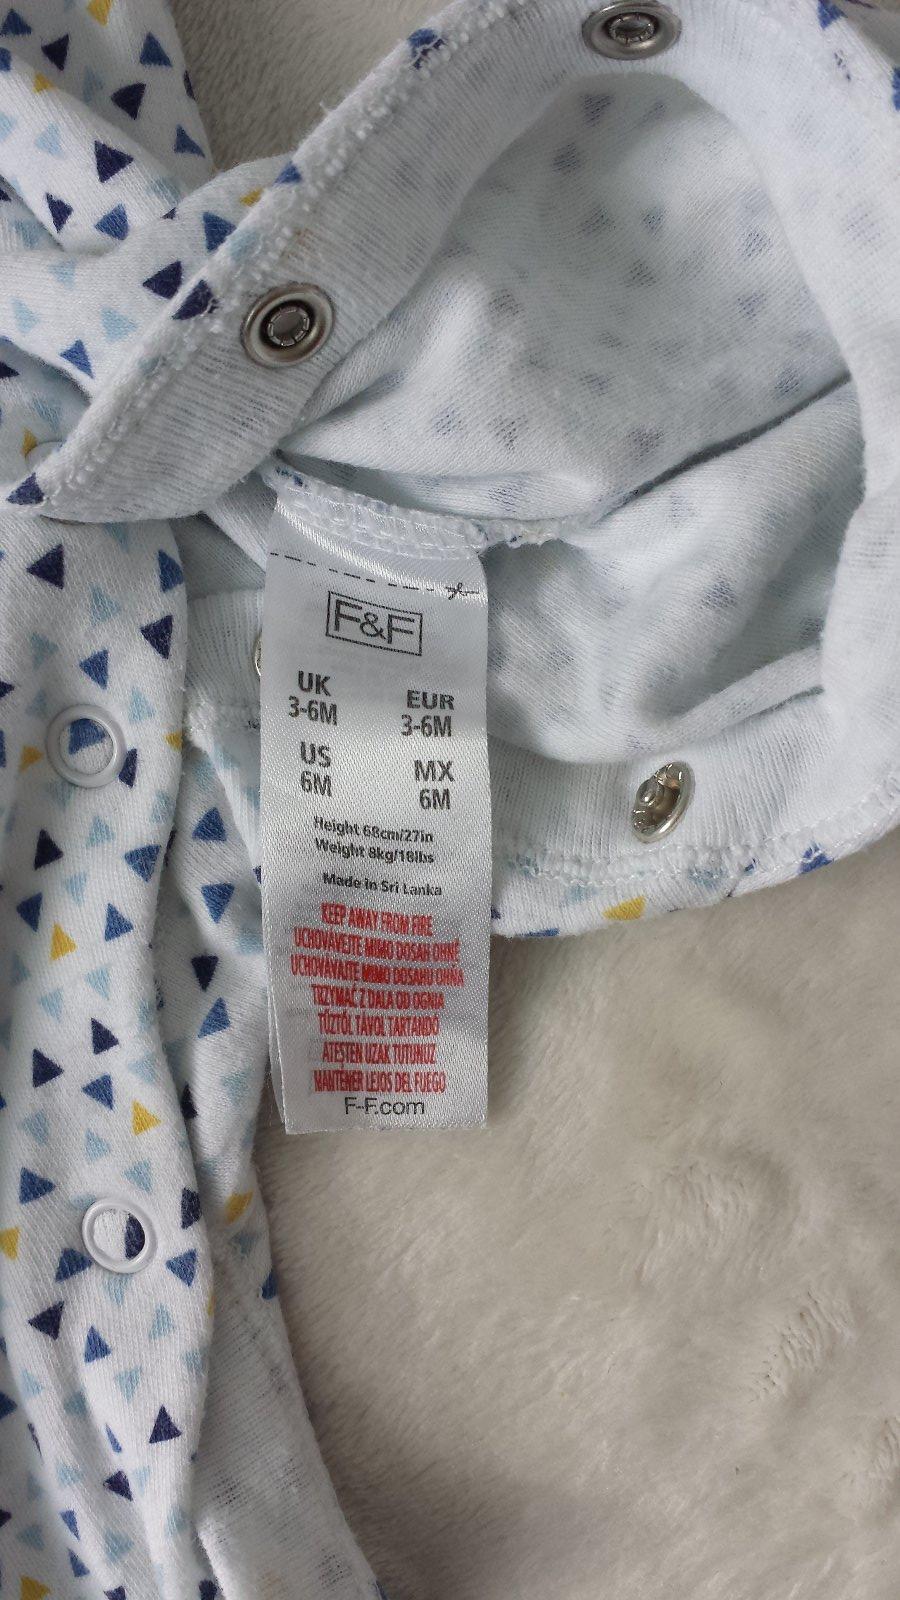 F&F
UK
3-6M
EUR
3-6M
US
6M
MX
6M
Height 68cm/27in
Weight 8kg/18lbs
Made in Sri Lanka
KEEP AWAY FROM FIRE
UCHOVÁVEJTE MIMO DOSAH OHNĚ
UCHOVÁVAJTE MIMO DOSAHU OHŇA
TRZYMAĆ Z DALA OD OGNIA
TŰZTŐL TÁVOL TARTANDÓ
ATEŞTEN UZAK TUTUNUZ
MANTENER LEJOS DEL FUEGO
F-F.com